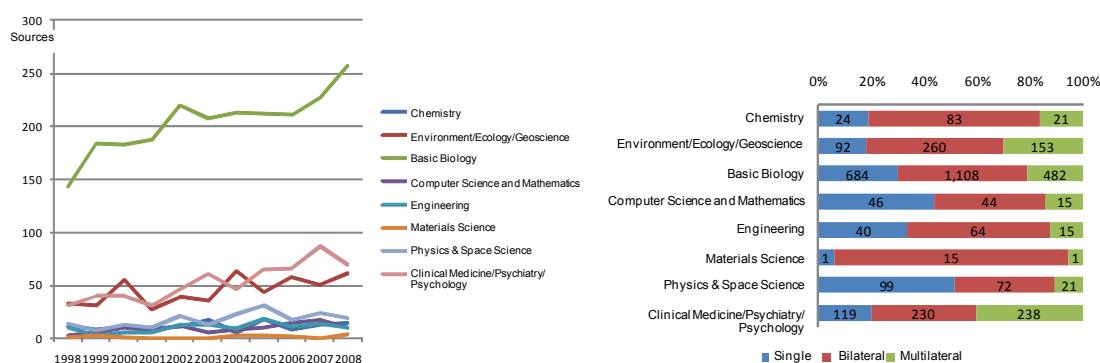 300
Sources
250
200
150
100
50
0
1998 1999 2000 2001 2002 2003 2004 2005 2006 2007 2008
Chemistry
Environment/Ecology/Geoscience
Basic Biology
Computer Science and Mathematics
Engineering
Materials Science
Physics & Space Science
Clinical Medicine/Psychiatry/
Psychology
0% 20% 40% 60% 80% 100%
Chemistry 24 83 21
Environment/Ecology/Geoscience 92 260 153
Basic Biology 684 1,108 482
Computer Science and Mathematics 46 44 15
Engineering 40 64 15
Materials Science 1 15 1
Physics & Space Science 99 72 21
Clinical Medicine/Psychiatry/ 119 230 238
Psychology
Single Bilateral Multilateral